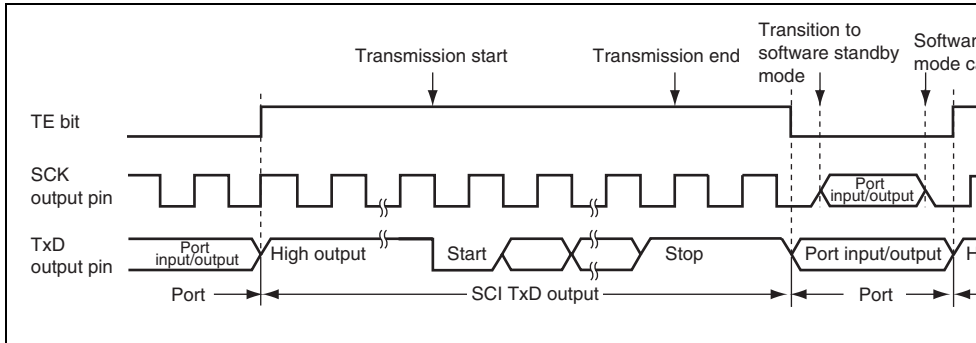 Transmission start
Transmission end
Transition to
software standby
mode
mode
TE bit
SCK
output pin
Port
input/output
TxD
output pin
Port
input/output
High output
Start
Stop
Port input/output
Port
SCI TxD output
Port